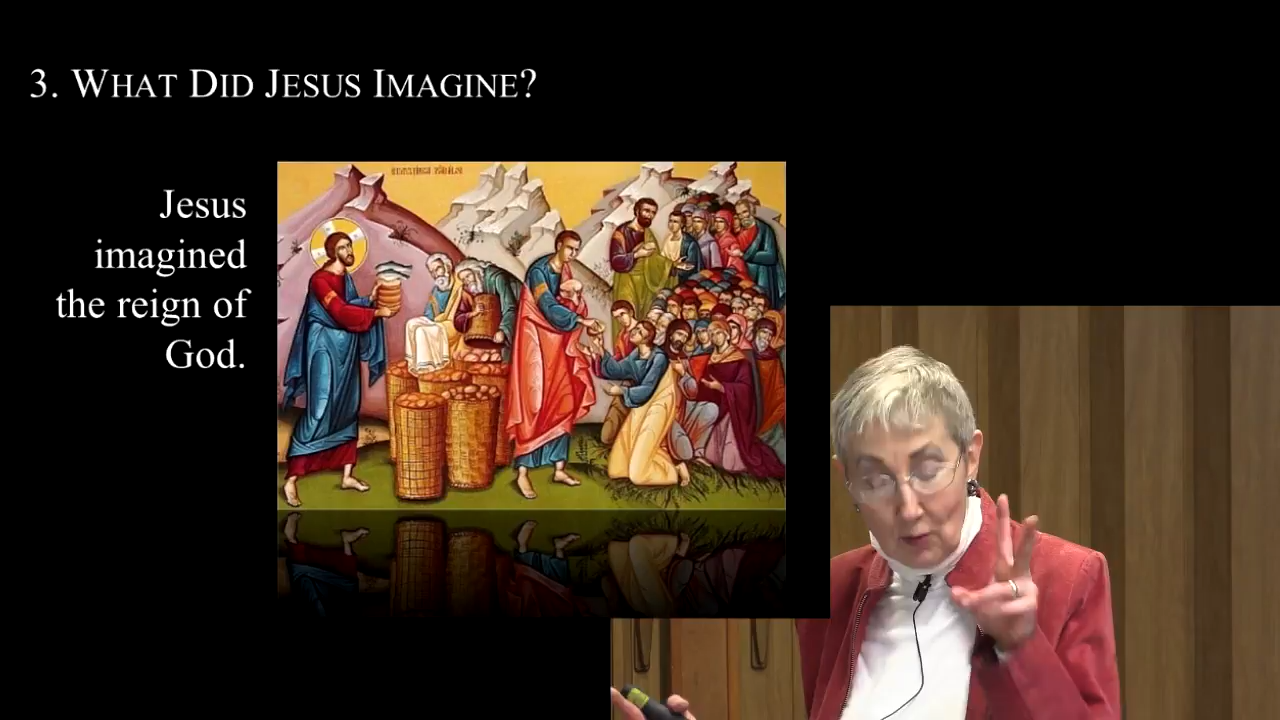 3. WHAT DID JESUS IMAGINE?
Jesus
imagined
the reign of
God.